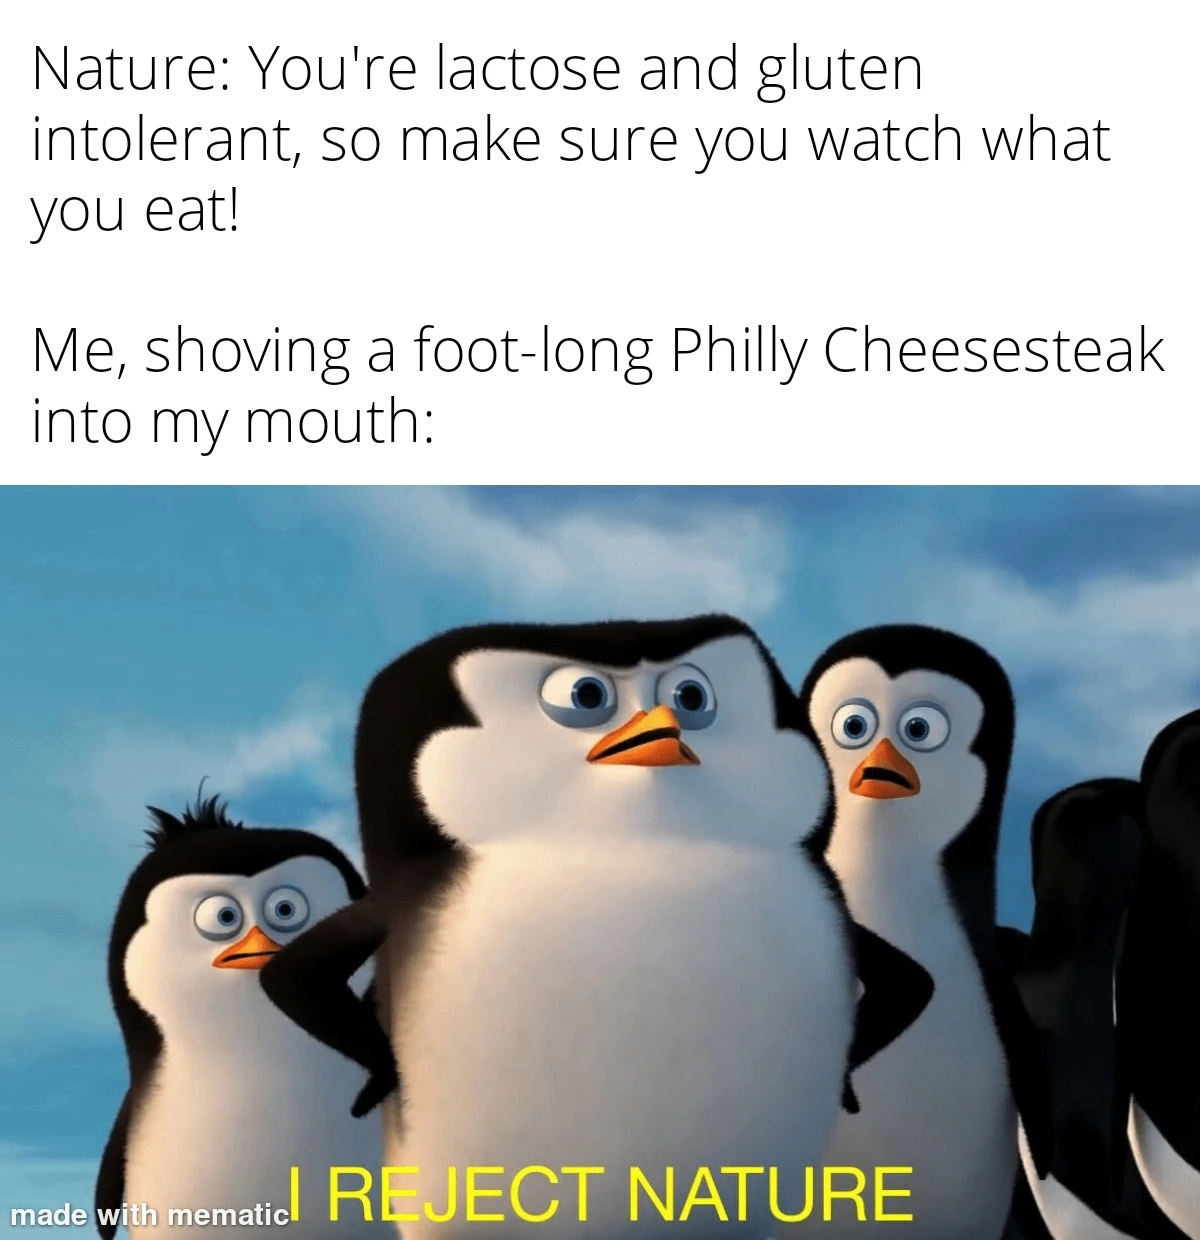 Nature: You're lactose and gluten
intolerant, so make sure you watch what
you eat!
Me, shoving a foot-long Philly Cheesesteak
into my mouth:
I REJECT NATURE
made with mematic